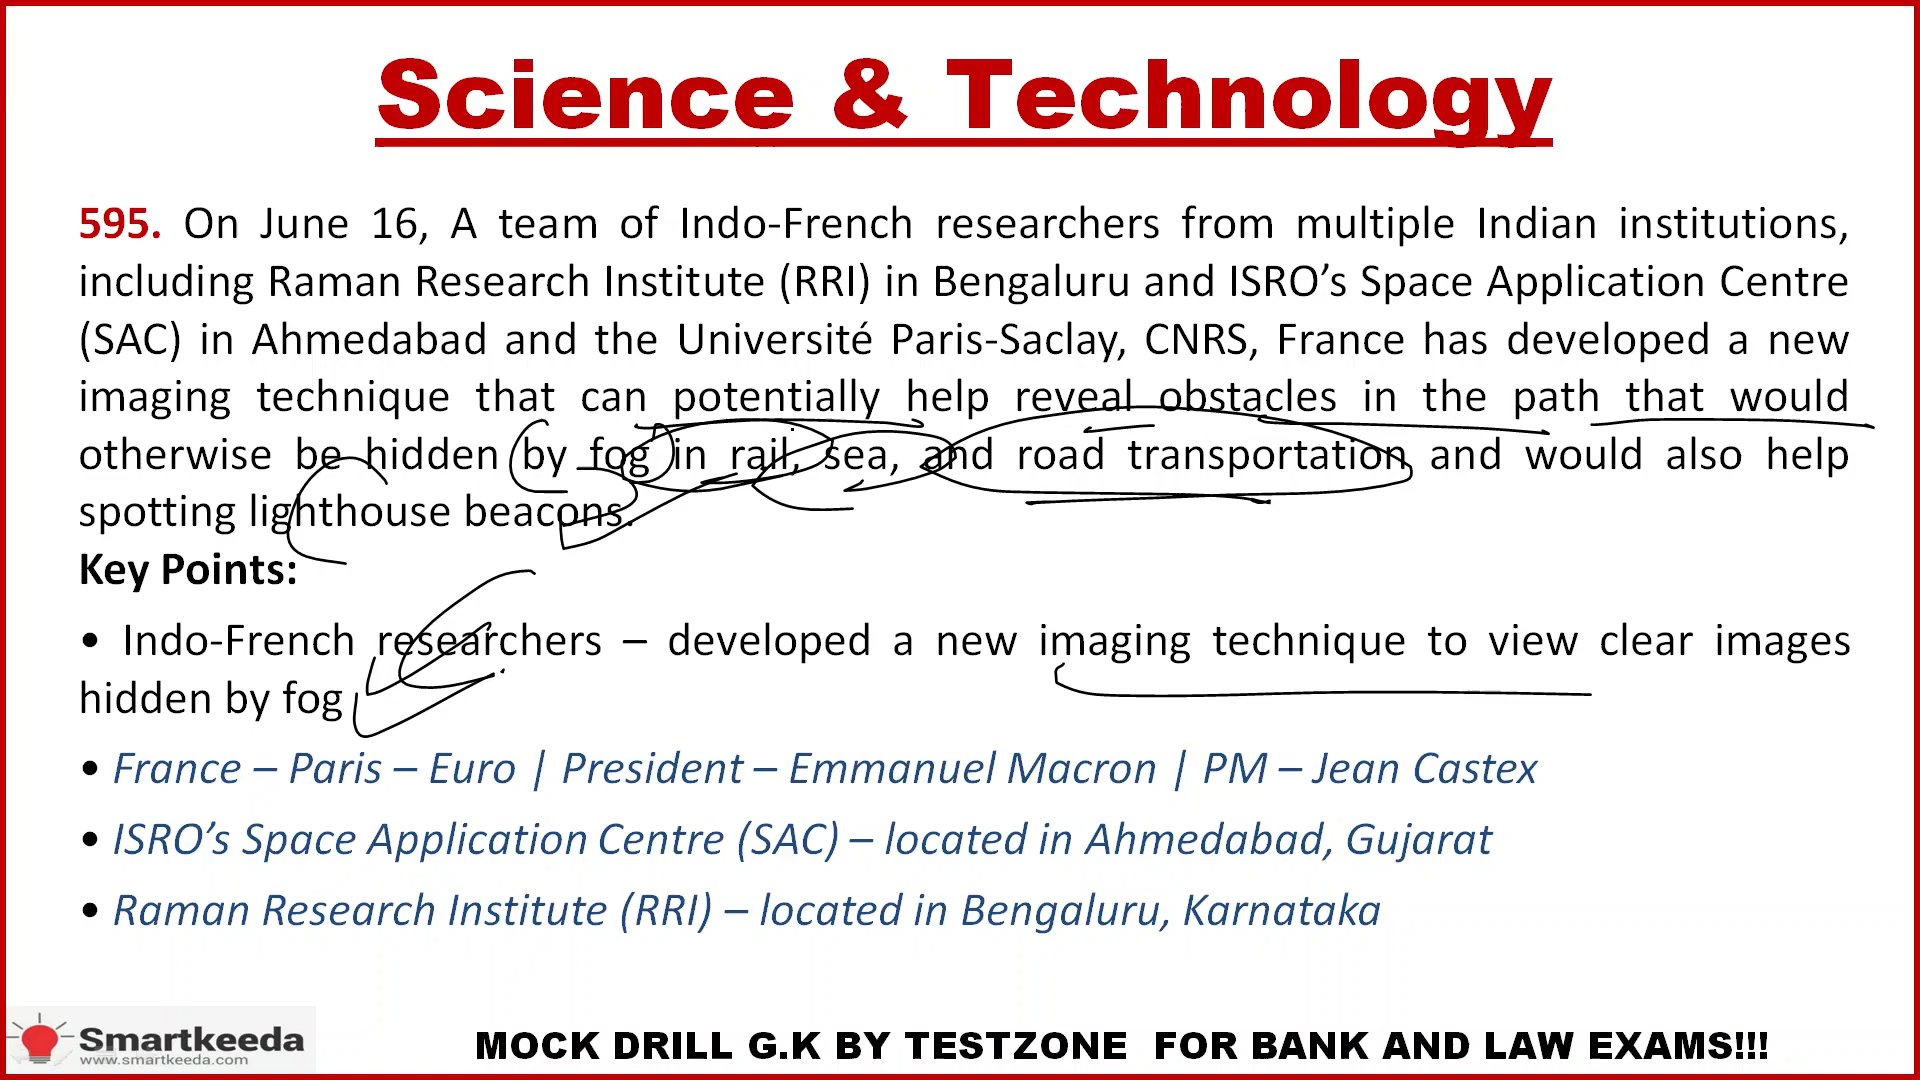 Science & Technology
595. On June 16, A team of Indo-French researchers from multiple Indian institutions,
including Raman Research Institute (RRI) in Bengaluru and ISRO’s Space Application Centre
(SAC) in Ahmedabad and the Université Paris-Saclay, CNRS, France has developed a new
imaging technique that can potentially help reveal obstacles in the path that would
otherwise be hidden by fog in rail, sea, and road transportation and would also help
spotting lighthouse beacons.
Key Points:
• Indo-French researchers – developed a new imaging technique to view clear images
hidden by fog
• France – Paris – Euro | President – Emmanuel Macron | PM – Jean Castex
• ISRO’s Space Application Centre (SAC) – located in Ahmedabad, Gujarat
• Raman Research Institute (RRI) – located in Bengaluru, Karnataka
Smartkeeda
www.smartkeeda.com
MOCK DRILL G.K BY TESTZONE FOR BANK AND LAW EXAMS!!!